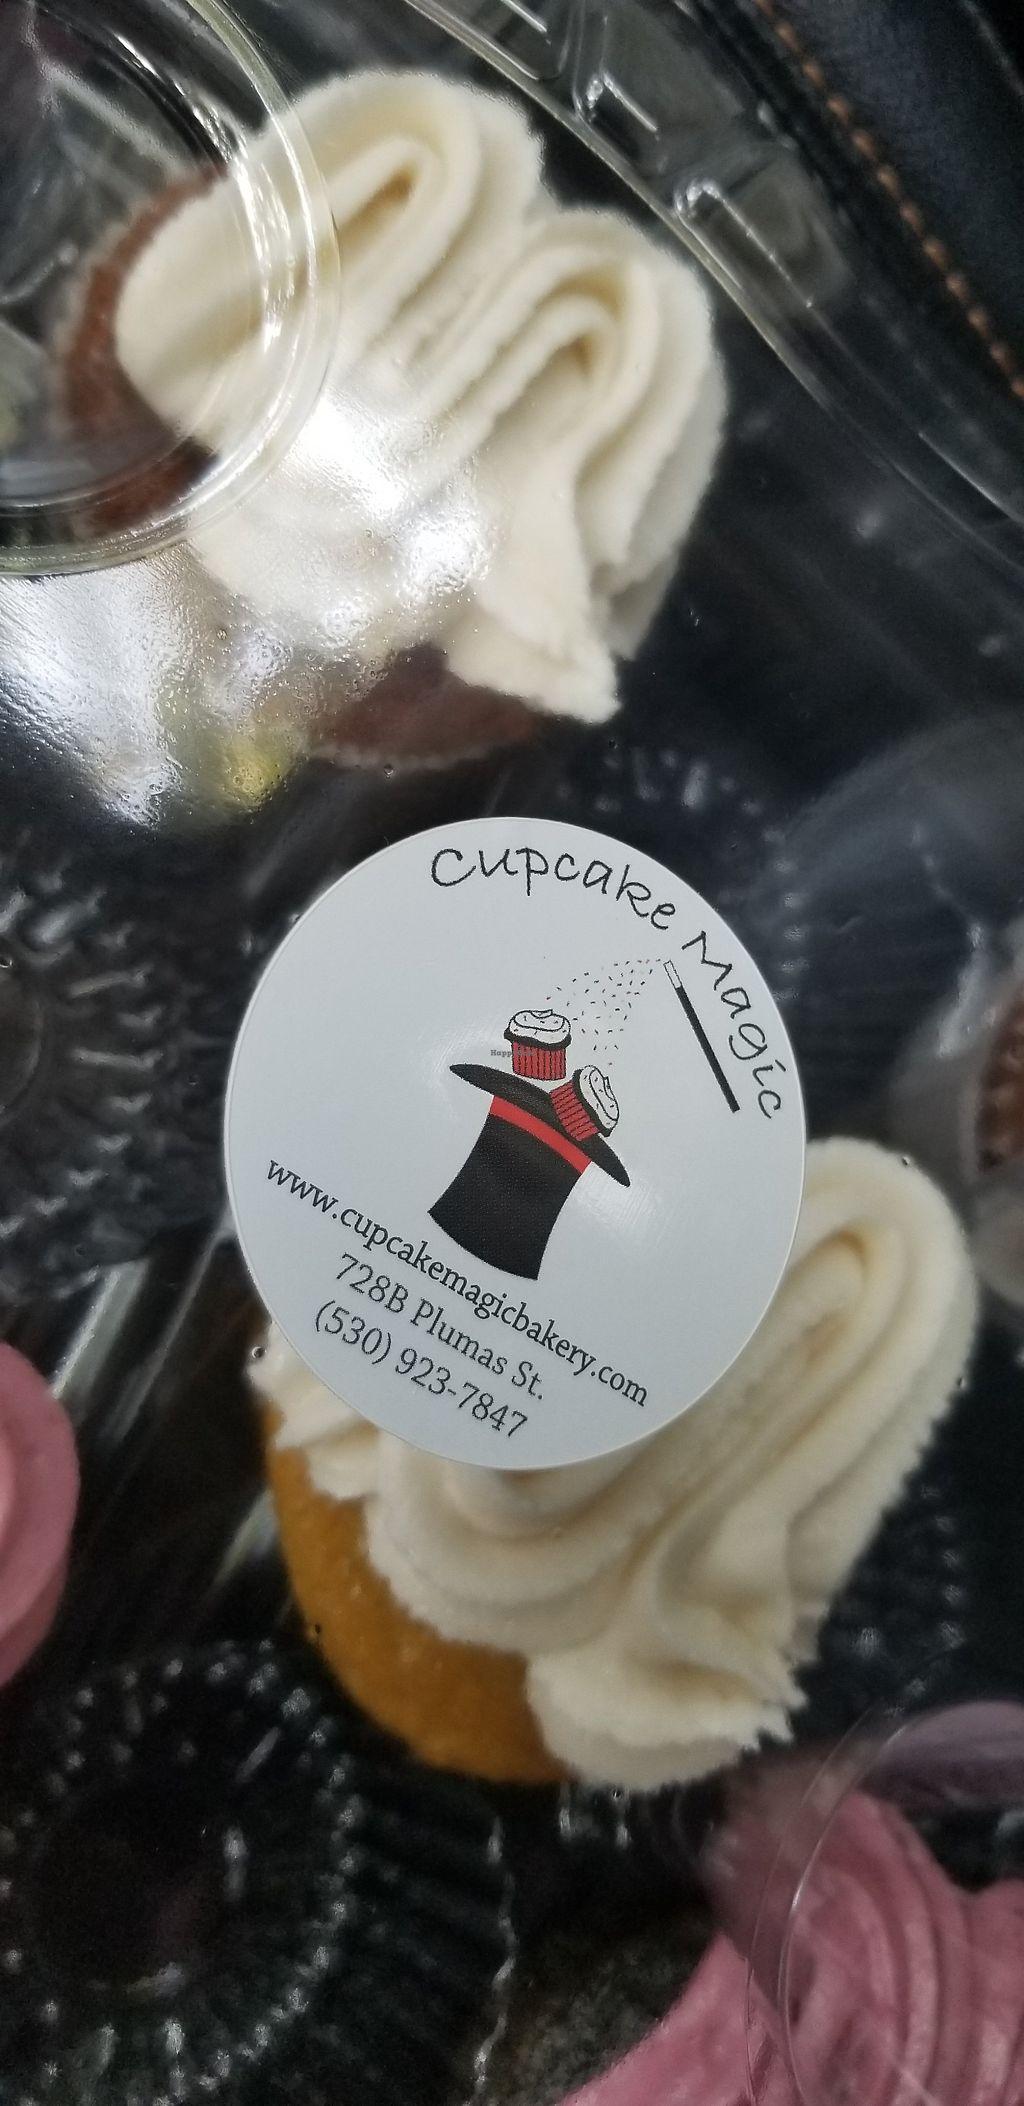 Cupcake Magic
www.cupcakemagicbakery.com
728B Plumas St.
(530) 923-7847